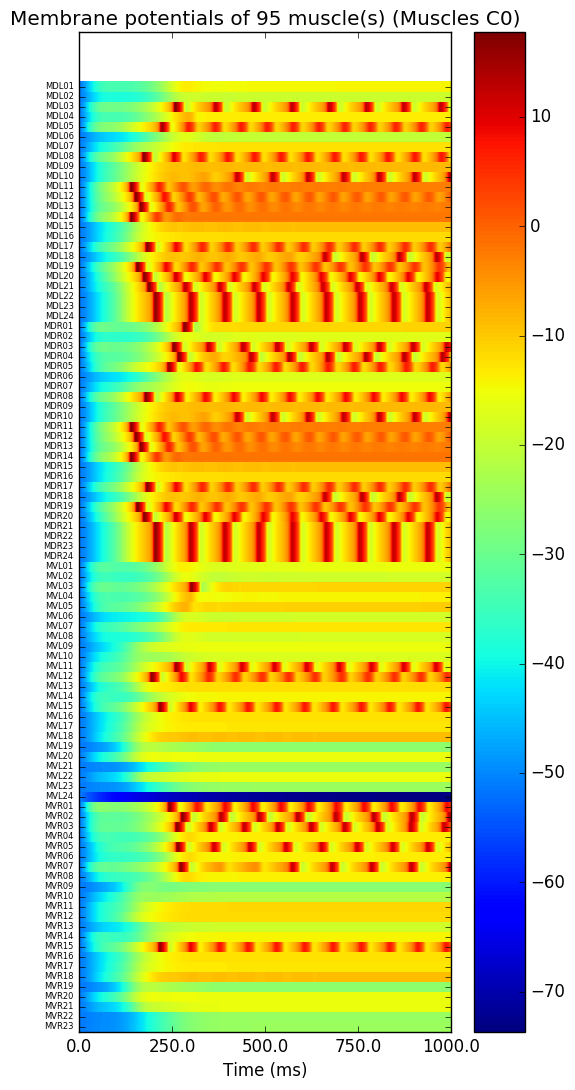 Membrane potentials of 95 muscle(s) (Muscles C0)
MDL01
MDL02
MDL03
MDL04
MDL05
MDL06
MDL07
MDL08
MDL09
MDL10
MDL11
MDL12
MDL13
MDL14
MDL15
MDL16
MDL17
MDL18
MDL19
MDL20
MDL21
MDL22
MDL23
MDL24
MDR01
MDR02
MDR03
MDR04
MDR05
MDR06
MDR07
MDR08
MDR09
MDR10
MDR11
MDR12
MDR13
MDR14
MDR15
MDR16
MDR17
MDR18
MDR19
MDR20
MDR21
MDR22
MDR23
MDR24
MVL01
MVL02
MVL03
MVL04
MVL05
MVL06
MVL07
MVL08
MVL09
MVL10
MVL11
MVL12
MVL13
MVL14
MVL15
MVL16
MVL17
MVL18
MVL19
MVL20
MVL21
MVL22
MVL23
MVL24
MVR01
MVR02
MVR03
MVR04
MVR05
MVR06
MVR07
MVR08
MVR09
MVR10
MVR11
MVR12
MVR13
MVR14
MVR15
MVR16
MVR17
MVR18
MVR19
MVR20
MVR21
MVR22
MVR23
0.0 250.0 500.0 750.0 1000.0
Time (ms)
10
0
−10
−20
−30
−40
−50
−60
−70